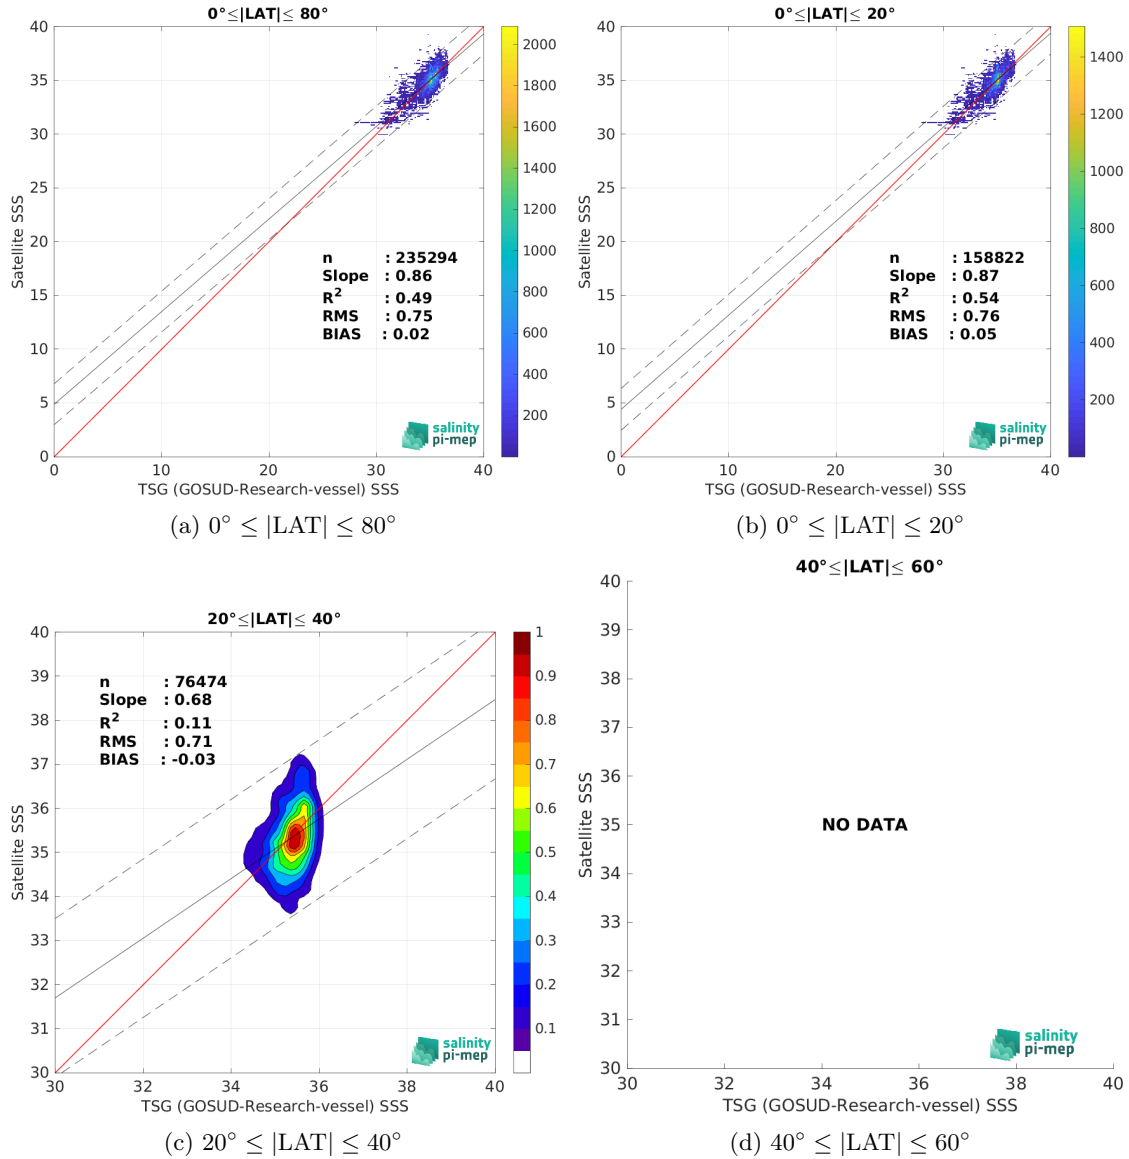 0°≤|LAT|≤ 80°
40
35
30
25
20
15
10
5
0
Satellite SSS
n : 235294
Slope : 0.86
R² : 0.49
RMS : 0.75
BIAS : 0.02
salinity
pi-mep
0 10 20 30 40
TSG (GOSUD-Research-vessel) SSS
2000
1800
1600
1400
1200
1000
800
600
400
200
(a) 0° ≤ |LAT| ≤ 80°
0°≤|LAT|≤ 20°
40
35
30
25
20
15
10
5
0
Satellite SSS
n : 158822
Slope : 0.87
R² : 0.54
RMS : 0.76
BIAS : 0.05
salinity
pi-mep
0 10 20 30 40
TSG (GOSUD-Research-vessel) SSS
1400
1200
1000
800
600
400
200
(b) 0° ≤ |LAT| ≤ 20°
20°≤|LAT|≤ 40°
40
39
38
37
36
35
34
33
32
31
30
Satellite SSS
n : 76474
Slope : 0.68
R² : 0.11
RMS : 0.71
BIAS : -0.03
salinity
pi-mep
30 32 34 36 38 40
TSG (GOSUD-Research-vessel) SSS
1
0.9
0.8
0.7
0.6
0.5
0.4
0.3
0.2
0.1
(c) 20° ≤ |LAT| ≤ 40°
40°≤|LAT|≤ 60°
40
39
38
37
36
35
34
33
32
31
30
Satellite SSS
NO DATA
salinity
pi-mep
30 32 34 36 38 40
TSG (GOSUD-Research-vessel) SSS
(d) 40° ≤ |LAT| ≤ 60°